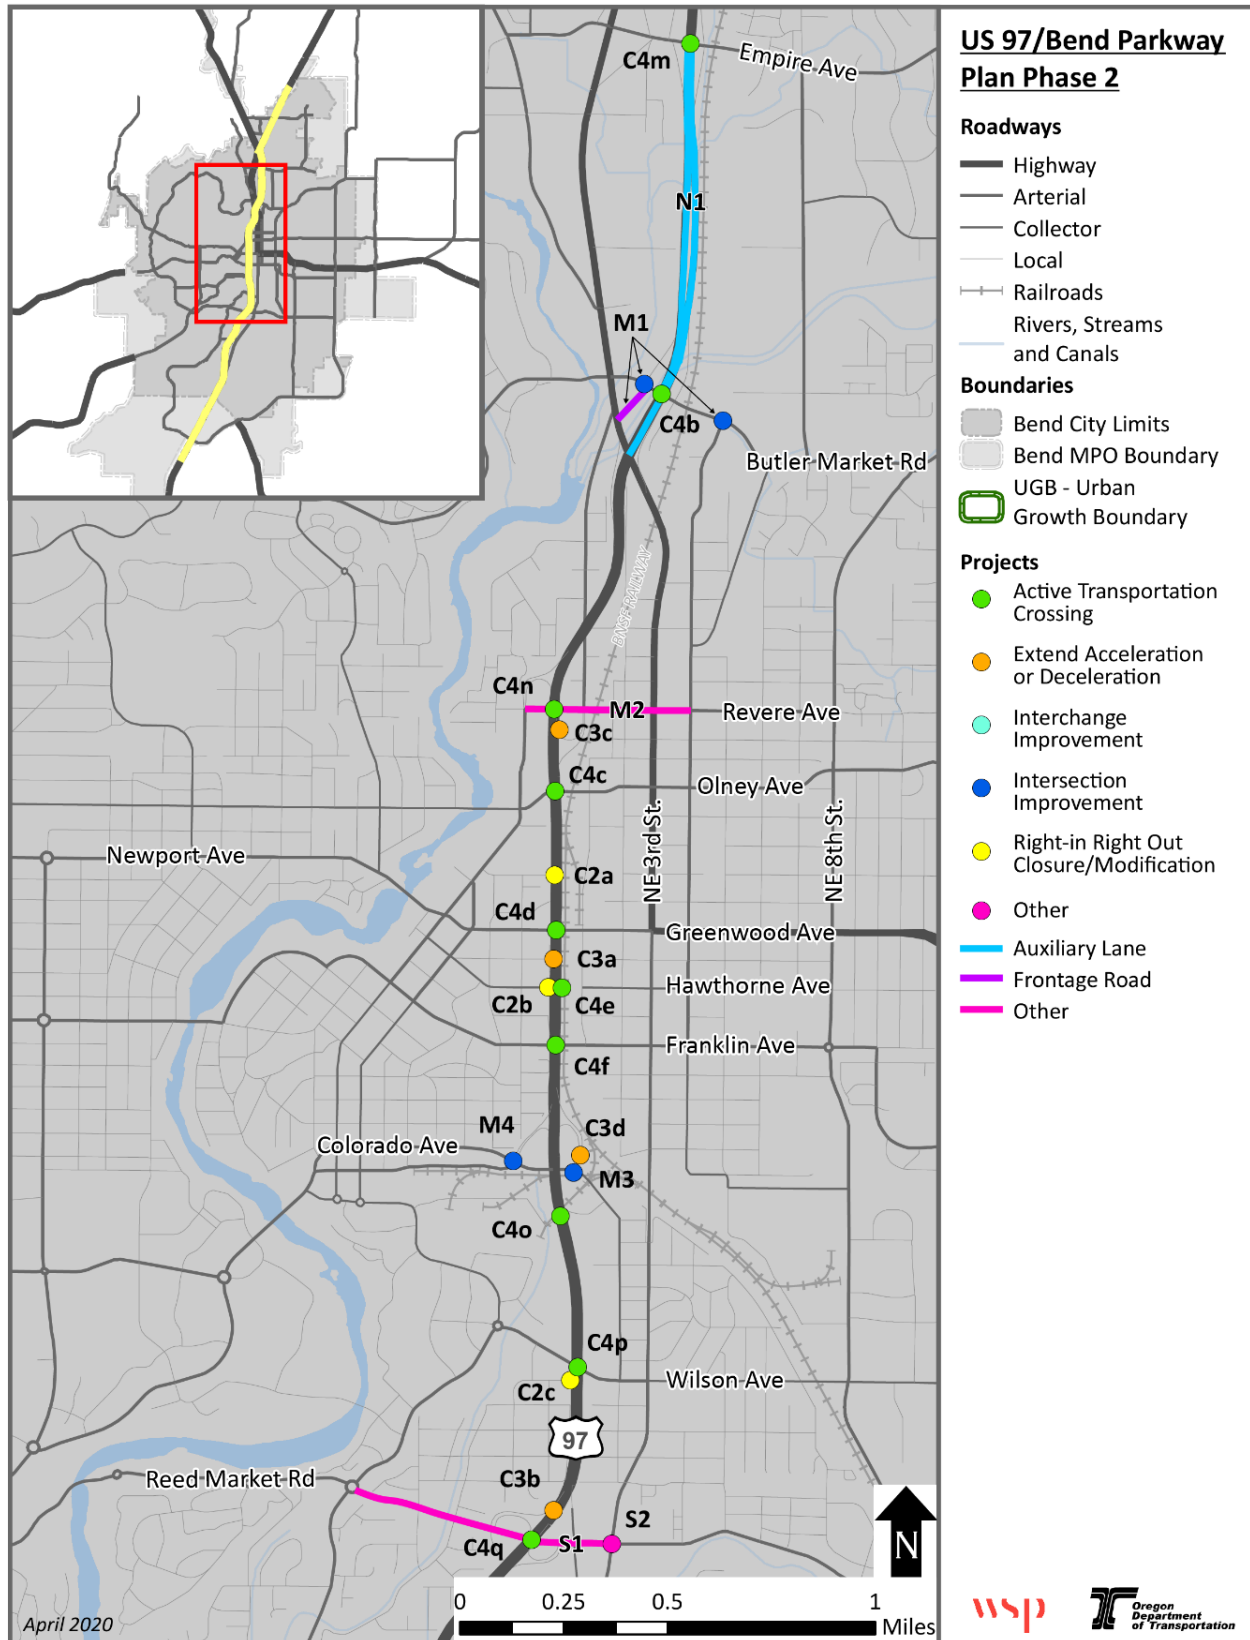 US 97/Bend Parkway
Plan Phase 2
Roadways
Highway
Arterial
Collector
Local
Railroads
Rivers, Streams
and Canals
Boundaries
Bend City Limits
Bend MPO Boundary
UGB - Urban
Growth Boundary
Projects
Active Transportation
Crossing
Extend Acceleration
or Deceleration
Interchange
Improvement
Intersection
Improvement
Right-in Right Out
Closure/Modification
Other
Auxiliary Lane
Frontage Road
Other
C4m
Empire Ave
N1
M1
C4b
Butler Market Rd
BNSF RAILWAY
C4n
M2
Revere Ave
C3c
C4c
Olney Ave
NE 3rd St.
NE 8th St.
Newport Ave
C2a
C4d
Greenwood Ave
C3a
C2b
C4e
Hawthorne Ave
Franklin Ave
C4f
M4
C3d
Colorado Ave
M3
C4o
C4p
Wilson Ave
C2c
97
Reed Market Rd
C3b
S2
C4q
S1
N
0 0.25 0.5 1
Miles
April 2020
wsp
Oregon
Department
of Transportation